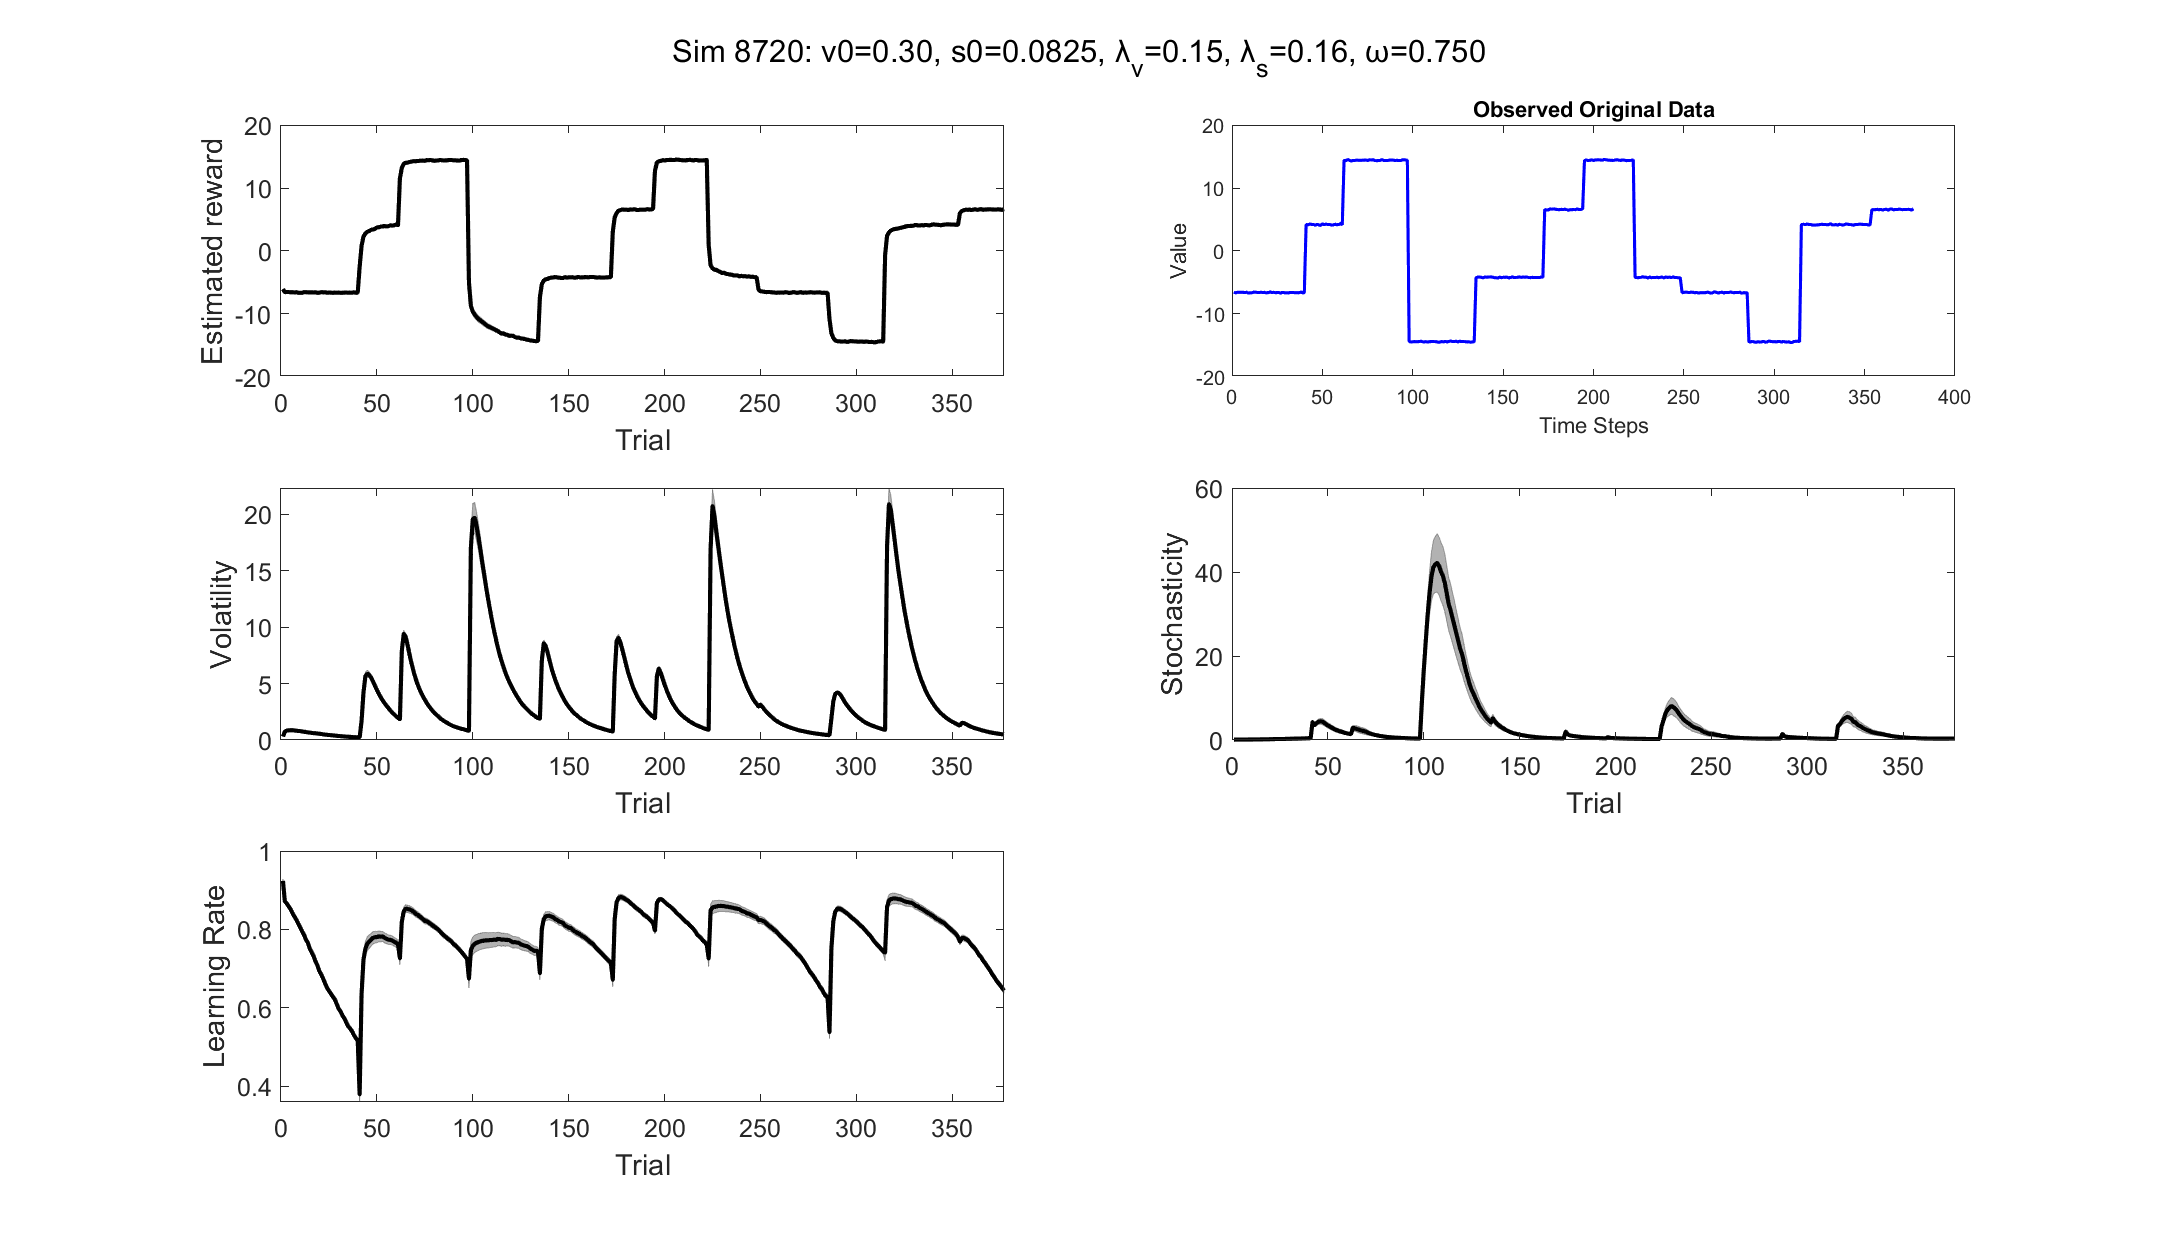 Sim 8720: v0=0.30, s0=0.0825, λ_v=0.15, λ_s=0.16, ω=0.750
20
10
0
-10
-20
Estimated reward
0 50 100 150 200 250 300 350
Trial
Observed Original Data
20
10
0
-10
-20
Value
0 50 100 150 200 250 300 350 400
Time Steps
20
15
10
5
0
Volatility
0 50 100 150 200 250 300 350
Trial
60
40
20
0
Stochasticity
0 50 100 150 200 250 300 350
Trial
1
0.8
0.6
0.4
Learning Rate
0 50 100 150 200 250 300 350
Trial